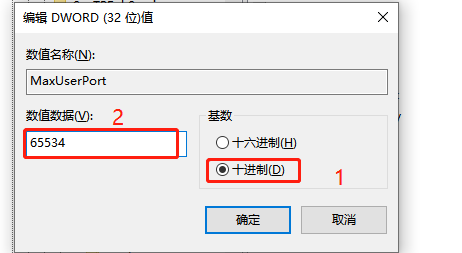 编辑 DWORD (32 位)值
数值名称(N):
MaxUserPort
数值数据(V):
2
基数
65534
十六进制(H)
十进制(D)
1
确定
取消